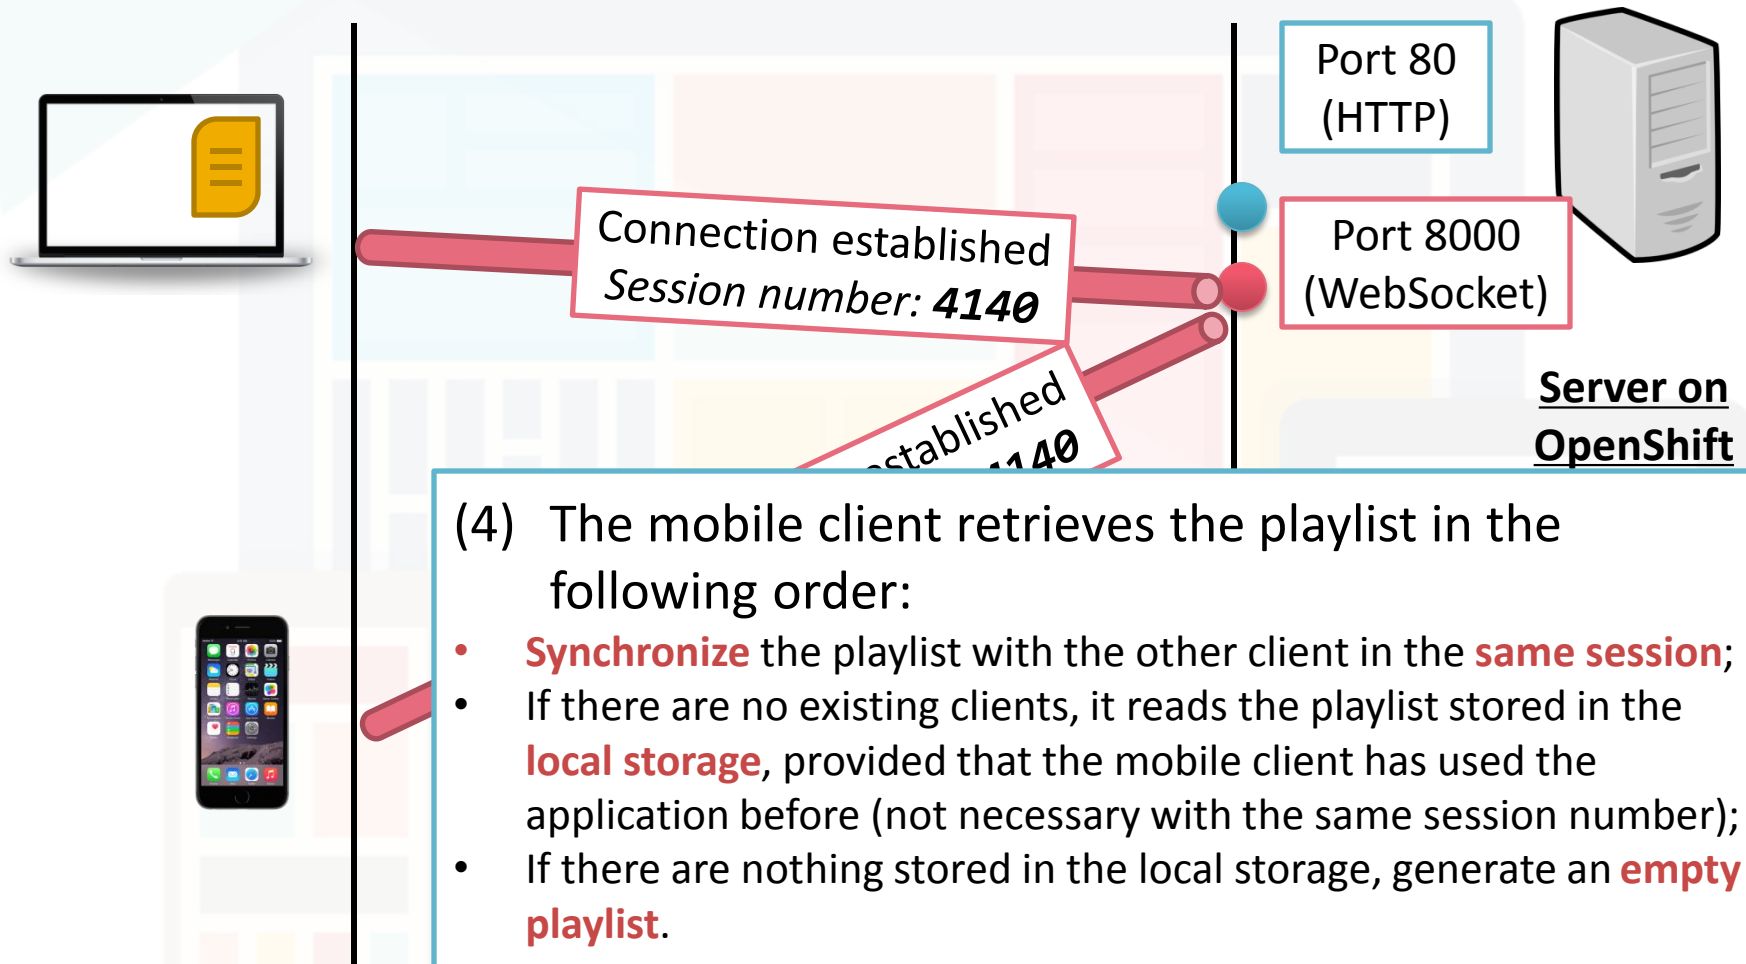 Port 80
(HTTP)
Connection established
Session number: 4140
Port 8000
(WebSocket)
Server on
OpenShift
established
4140
(4) The mobile client retrieves the playlist in the
following order:
• Synchronize the playlist with the other client in the same session;
• If there are no existing clients, it reads the playlist stored in the
local storage, provided that the mobile client has used the
application before (not necessary with the same session number);
• If there are nothing stored in the local storage, generate an empty
playlist.